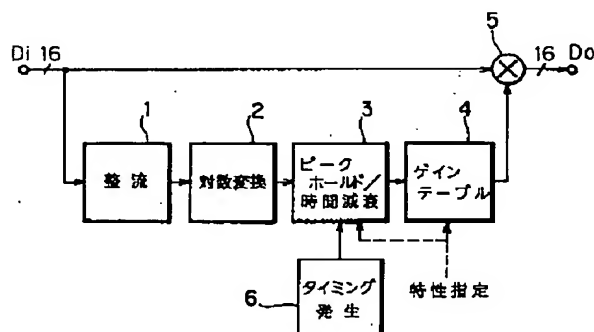 5
Di
16
16
Do
1
2
3
4
整流
対数変換
ピーク
ホールド/
時間減衰
ゲイン
テーブル
6
タイミング
発生
特性指定